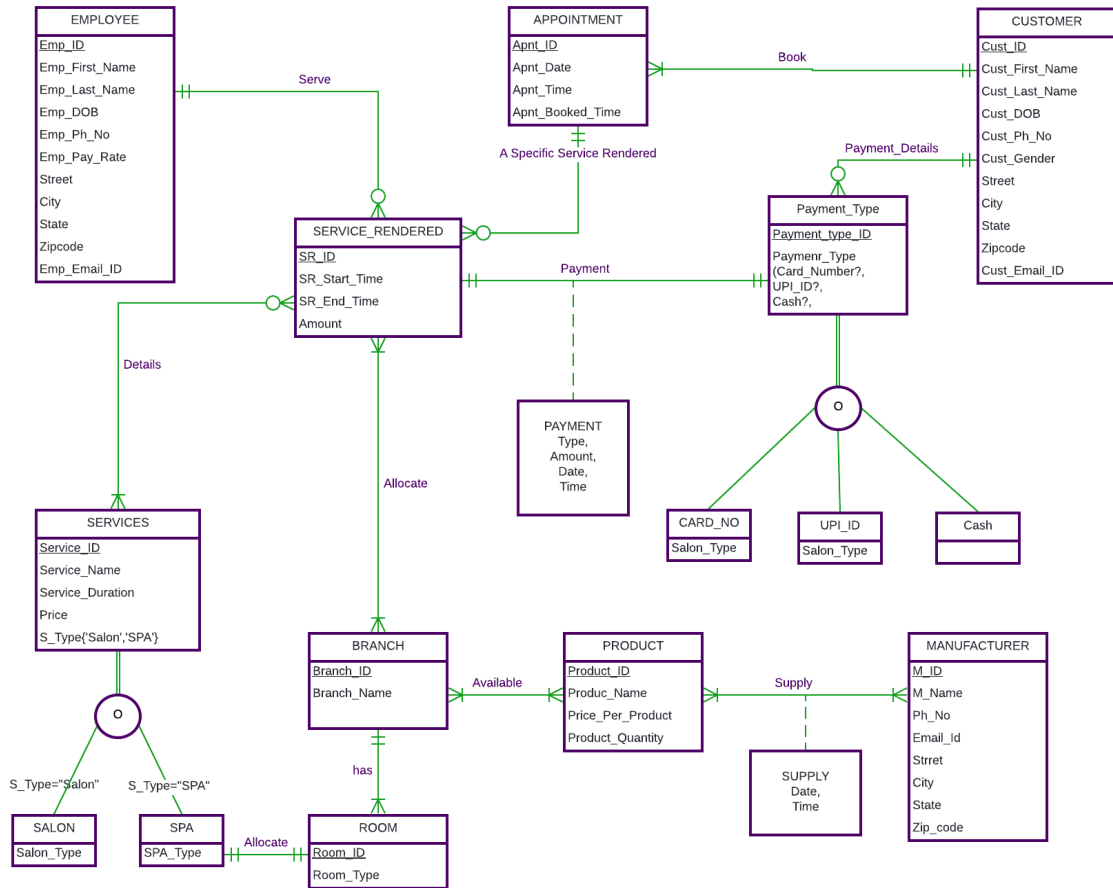 EMPLOYEE
Emp_ID
Emp_First_Name
Emp_Last_Name
Emp_DOB
Emp_Ph_No
Emp_Pay_Rate
Street
City
State
Zipcode
Emp_Email_ID
Serve
APPOINTMENT
Apnt_ID
Apnt_Date
Apnt_Time
Apnt_Booked_Time
Book
CUSTOMER
Cust_ID
Cust_First_Name
Cust_Last_Name
Cust_DOB
Cust_Ph_No
Cust_Gender
Street
City
State
Zipcode
Cust_Email_ID
A Specific Service Rendered
Payment_Details
Payment_Type
Payment_type_ID
Paymenr_Type
(Card_Number?,
UPI_ID?,
Cash?,
SERVICE_RENDERED
SR_ID
SR_Start_Time
SR_End_Time
Amount
Payment
Details
PAYMENT
Type,
Amount,
Date,
Time
O
Allocate
CARD_NO
Salon_Type
UPI_ID
Salon_Type
Cash
SERVICES
Service_ID
Service_Name
Service_Duration
Price
S_Type{'Salon','SPA'}
O
S_Type="Salon"
S_Type="SPA"
SALON
Salon_Type
SPA
SPA_Type
Allocate
BRANCH
Branch_ID
Branch_Name
has
ROOM
Room_ID
Room_Type
Available
PRODUCT
Product_ID
Produc_Name
Price_Per_Product
Product_Quantity
Supply
SUPPLY
Date,
Time
MANUFACTURER
M_ID
M_Name
Ph_No
Email_Id
Strret
City
State
Zip_code